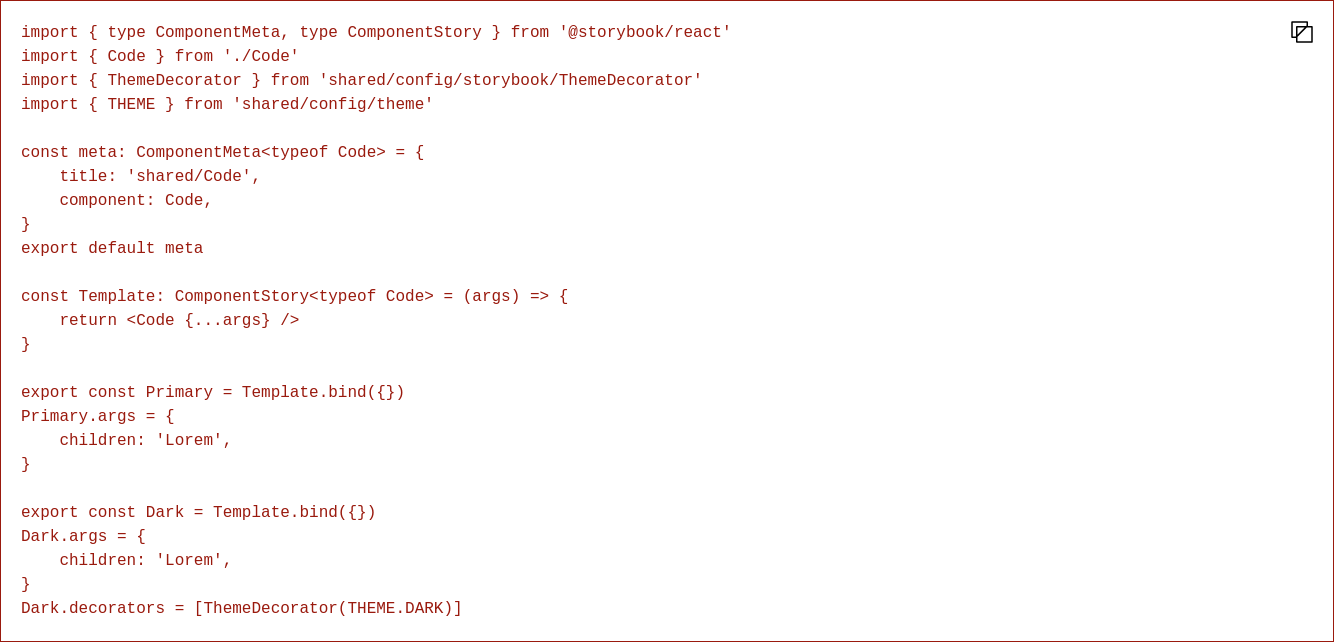 import { type ComponentMeta, type ComponentStory } from '@storybook/react'
import { Code } from './Code'
import { ThemeDecorator } from 'shared/config/storybook/ThemeDecorator'
import { THEME } from 'shared/config/theme'

const meta: ComponentMeta<typeof Code> = {
    title: 'shared/Code',
    component: Code,
}
export default meta

const Template: ComponentStory<typeof Code> = (args) => {
    return <Code {...args} />
}

export const Primary = Template.bind({})
Primary.args = {
    children: 'Lorem',
}

export const Dark = Template.bind({})
Dark.args = {
    children: 'Lorem',
}
Dark.decorators = [ThemeDecorator(THEME.DARK)]